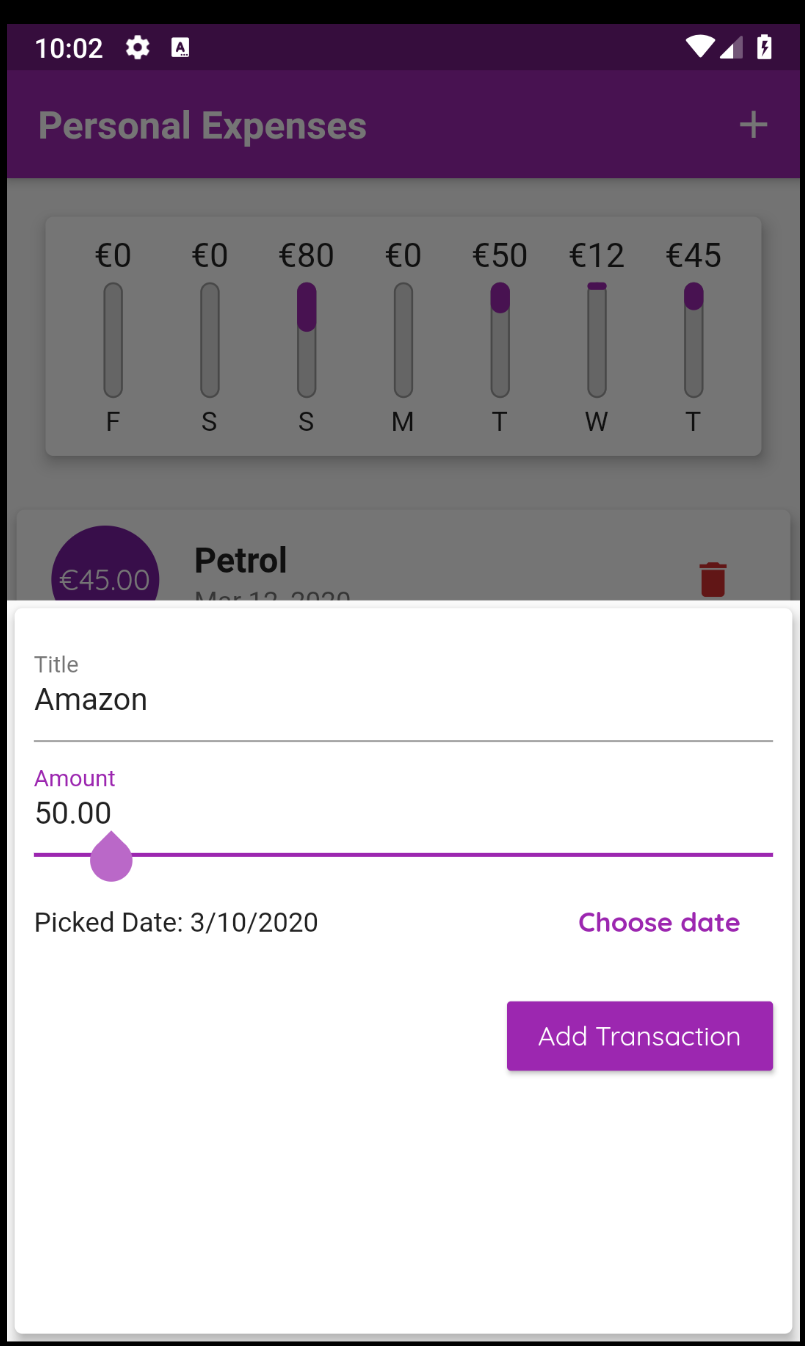 10:02
Personal Expenses +
€0 €0 €80 €0 €50 €12 €45
F S S M T W T
€45.00 Petrol
Mar 12, 2020
Title
Amazon
Amount
50.00
Picked Date: 3/10/2020 Choose date
Add Transaction